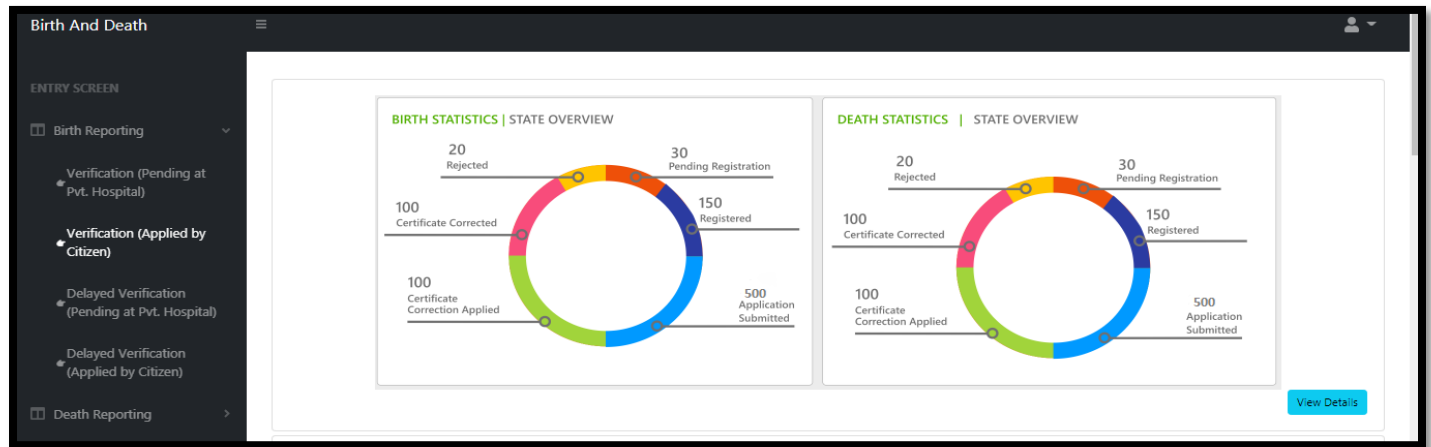 Birth And Death
ENTRY SCREEN
Birth Reporting
Verification (Pending at
Pvt. Hospital)
Verification (Applied by
Citizen)
Delayed Verification
(Pending at Pvt. Hospital)
Delayed Verification
(Applied by Citizen)
Death Reporting
BIRTH STATISTICS | STATE OVERVIEW
20
Rejected
30
Pending Registration
100
Certificate Corrected
150
Registered
100
Certificate
Correction Applied
500
Application
Submitted
DEATH STATISTICS | STATE OVERVIEW
20
Rejected
30
Pending Registration
100
Certificate Corrected
150
Registered
100
Certificate
Correction Applied
500
Application
Submitted
View Details